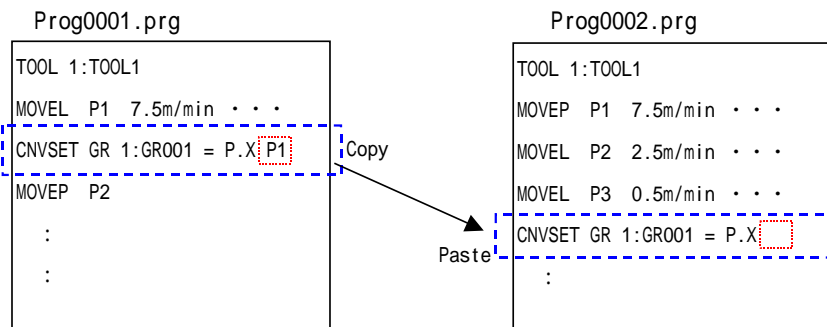 Prog0001.prg
TOOL 1:TOOL1
MOVEL P1 7.5m/min ・・・
CNVSET GR 1:GR001 = P.X P1
MOVEP P2
:
:
Copy
Paste
Prog0002.prg
TOOL 1:TOOL1
MOVEP P1 7.5m/min ・・・
MOVEL P2 2.5m/min ・・・
MOVEL P3 0.5m/min ・・・
CNVSET GR 1:GR001 = P.X
: